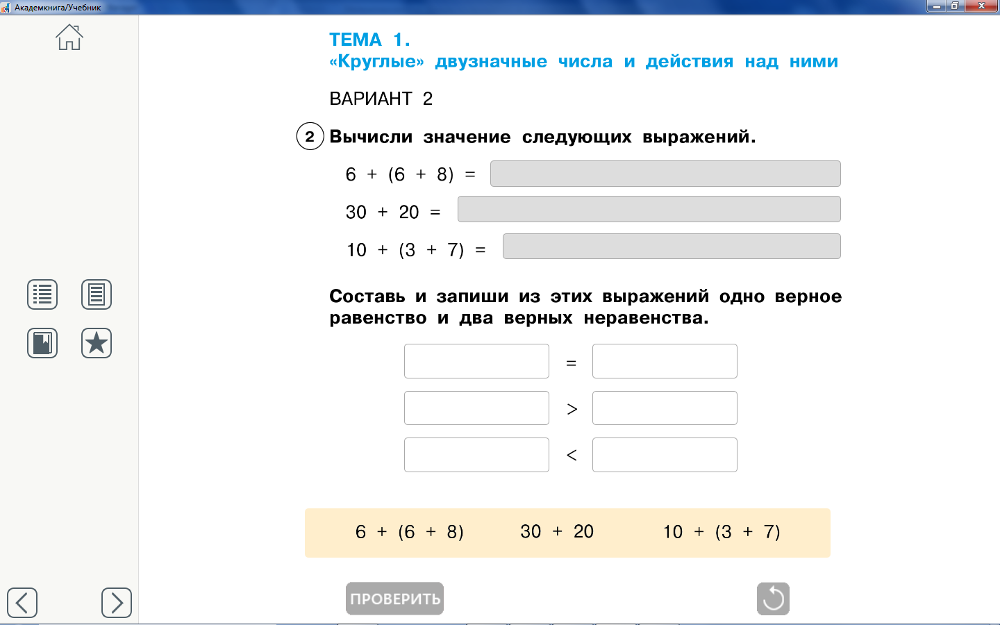 Академкнига/Учебник
ТЕМА 1.
«Круглые» двузначные числа и действия над ними
ВАРИАНТ 2
2 Вычисли значение следующих выражений.
6 + (6 + 8) =
30 + 20 =
10 + (3 + 7) =
Составь и запиши из этих выражений одно верное
равенство и два верных неравенства.
=
>
<
6 + (6 + 8) 30 + 20 10 + (3 + 7)
ПРОВЕРИТЬ